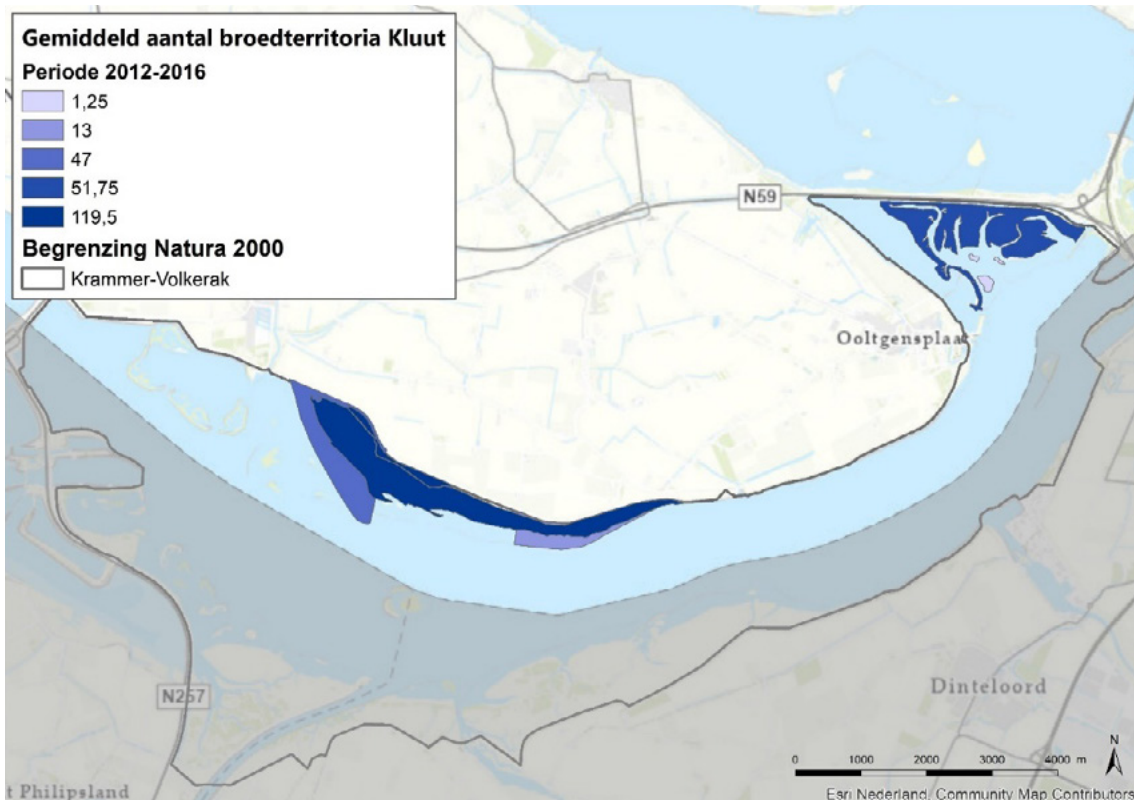 Gemiddeld aantal broedterritoria Kluut
Periode 2012-2016
1,25
13
47
51,75
119,5
Begrenzing Natura 2000
Krammer-Volkerak
N59
Ooltgensplaat
N257
Dinteloord
t Philipsland
N
0 1000 2000 3000 4000 m
Esri Nederland, Community Map Contributors